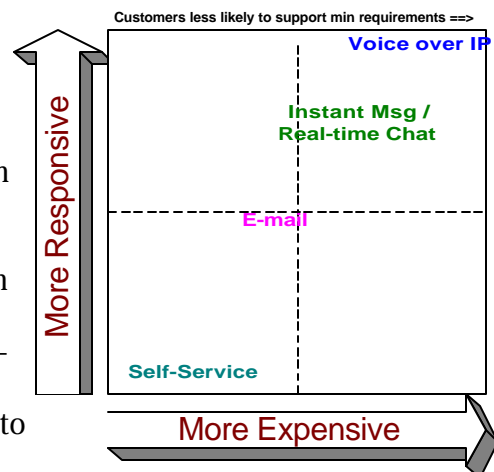 Customers less likely to support min requirements ==>
Voice over IP
Instant Msg /
Real-time Chat
More Responsive
E-mail
Self-Service
to
More Expensive